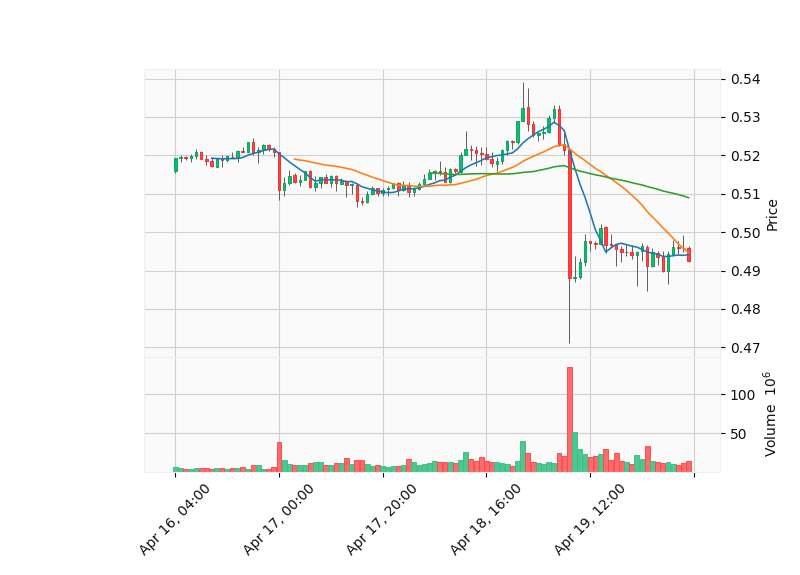 0.54
0.53
0.52
0.51
0.50
0.49
0.48
0.47
Price
100
50
Volume 10⁶
Apr 16, 04:00
Apr 17, 00:00
Apr 17, 20:00
Apr 18, 16:00
Apr 19, 12:00